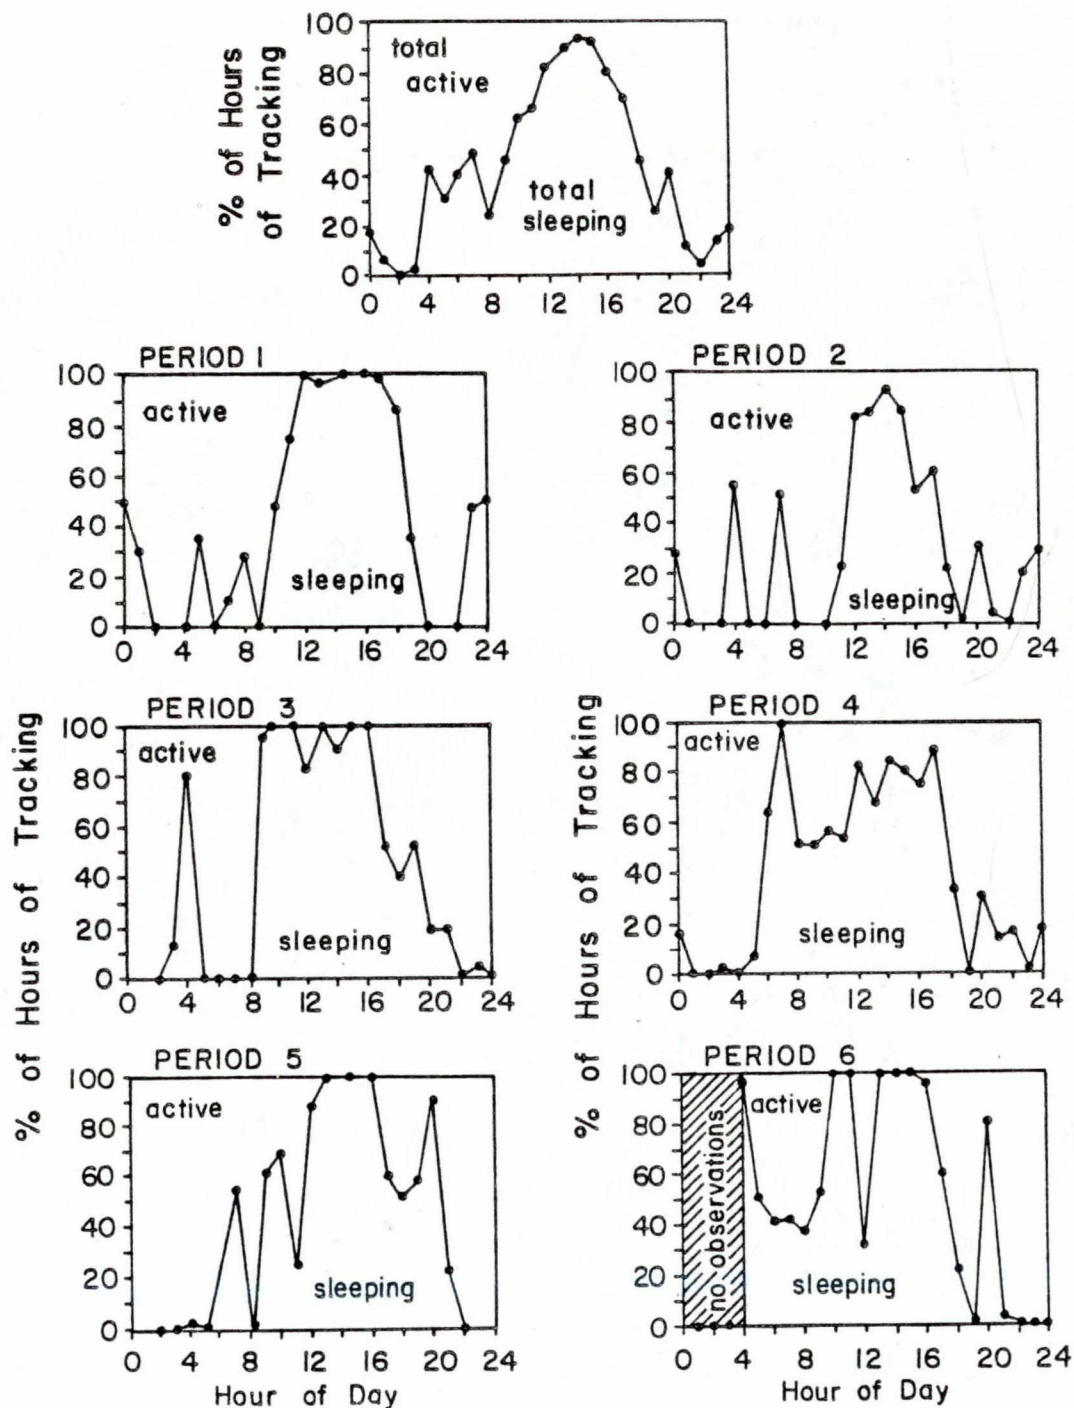 % of Hours
of Tracking
100
80
60
40
20
0
total
active
total
sleeping
0 4 8 12 16 20 24
PERIOD 1
100
80
60
40
20
0
active
sleeping
0 4 8 12 16 20 24
PERIOD 2
100
80
60
40
20
0
active
sleeping
0 4 8 12 16 20 24
% of Hours of Tracking
PERIOD 3
100
80
60
40
20
0
active
sleeping
0 4 8 12 16 20 24
% of Hours of Tracking
PERIOD 4
100
80
60
40
20
0
active
sleeping
0 4 8 12 16 20 24
PERIOD 5
100
80
60
40
20
0
active
sleeping
0 4 8 12 16 20 24
Hour of Day
PERIOD 6
100
80
60
40
20
0
no observations
active
sleeping
0 4 8 12 16 20 24
Hour of Day